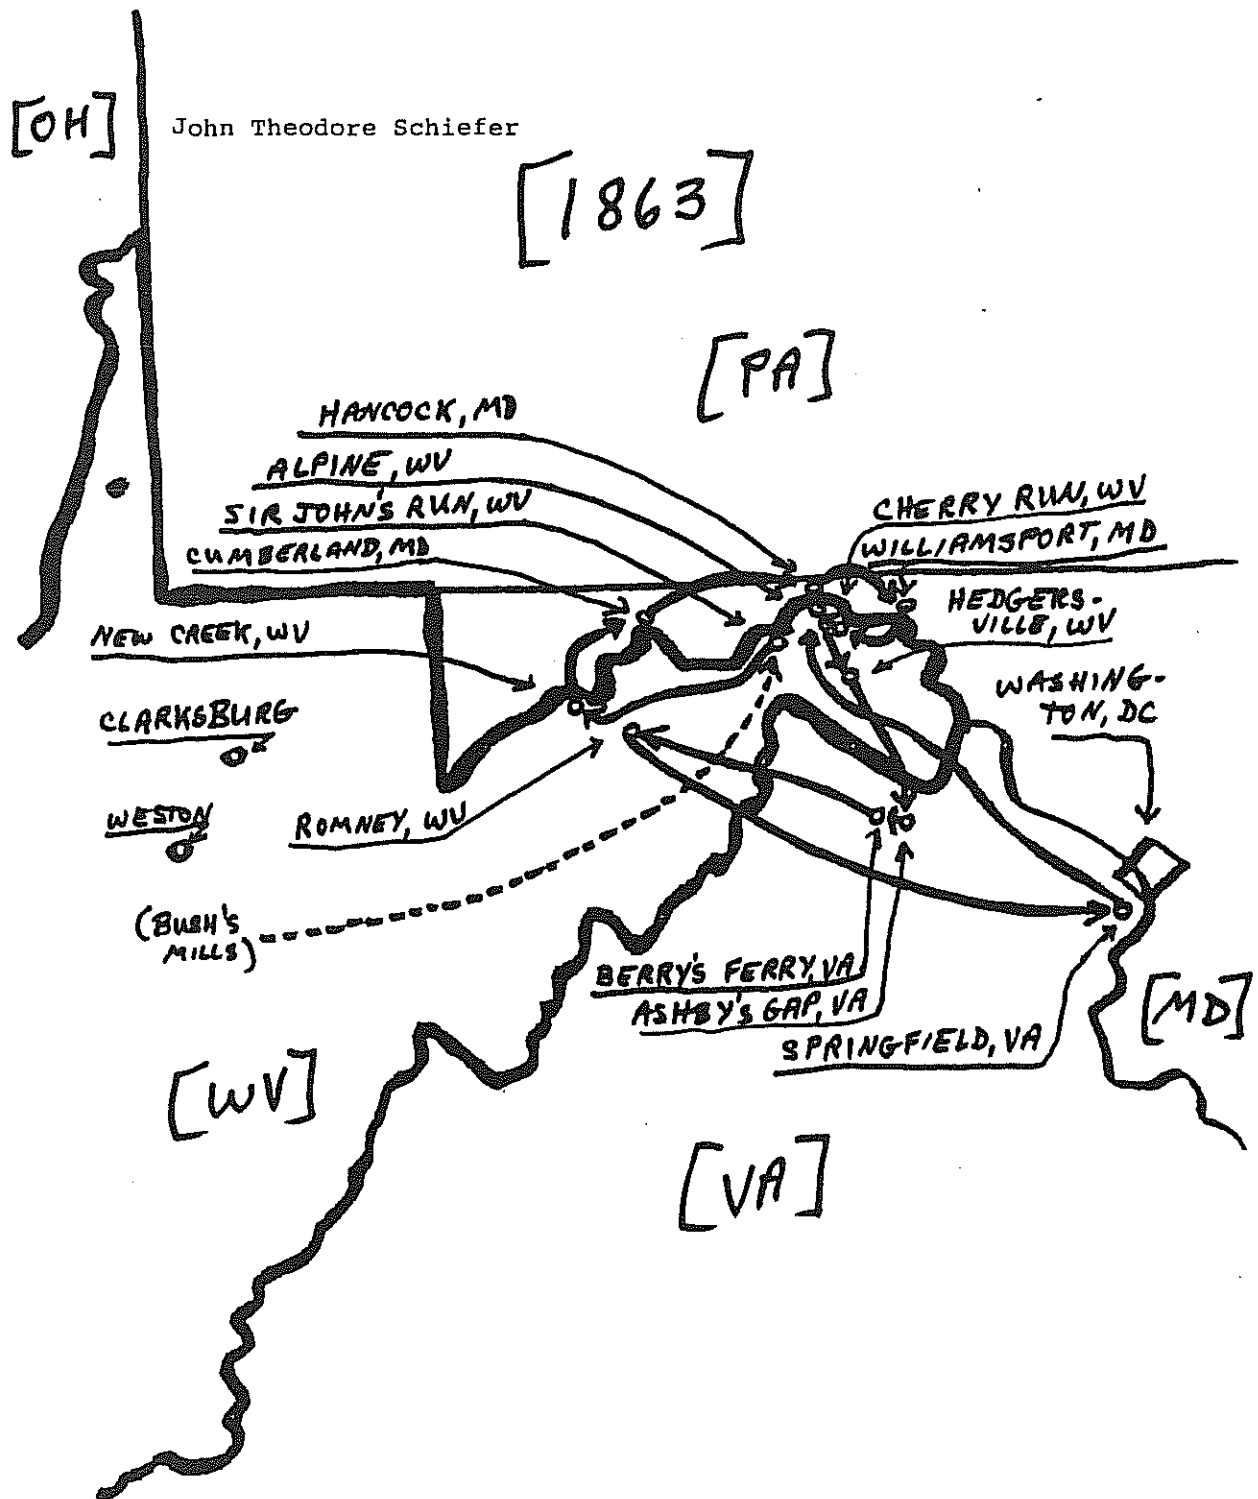 [OH]
John Theodore Schiefer
[1863]
[PA]
HANCOCK, MD
ALPINE, WV
SIR JOHN'S RUN, WV
CUMBERLAND, MD
CHERRY RUN, WV
WILLIAMSPORT, MD
HEDGERS-
VILLE, WV
NEW CREEK, WV
WASHING-
TON, DC
CLARKSBURG
WESTON
ROMNEY, WV
(BUSH'S
MILLS)
BERRY'S FERRY, VA
ASHBY'S GAP, VA
SPRINGFIELD, VA
[MD]
[WV]
[VA]